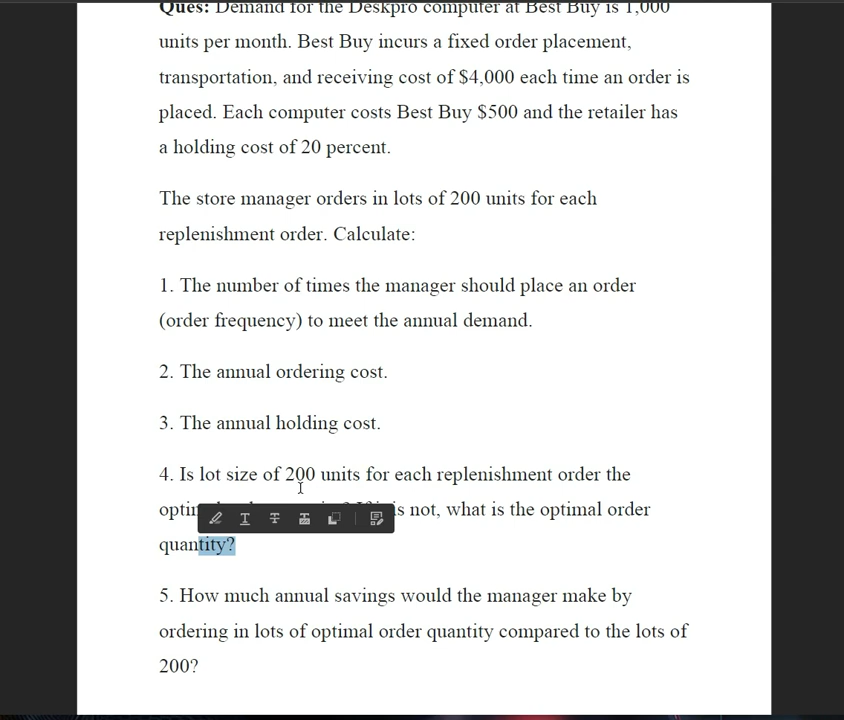 Ques: Demand for the Deskpro computer at Best Buy is 1,000
units per month. Best Buy incurs a fixed order placement,
transportation, and receiving cost of $4,000 each time an order is
placed. Each computer costs Best Buy $500 and the retailer has
a holding cost of 20 percent.
The store manager orders in lots of 200 units for each
replenishment order. Calculate:
1. The number of times the manager should place an order
(order frequency) to meet the annual demand.
2. The annual ordering cost.
3. The annual holding cost.
4. Is lot size of 200 units for each replenishment order the
not, what is the optimal order
quantity?
5. How much annual savings would the manager make by
ordering in lots of optimal order quantity compared to the lots of
200?